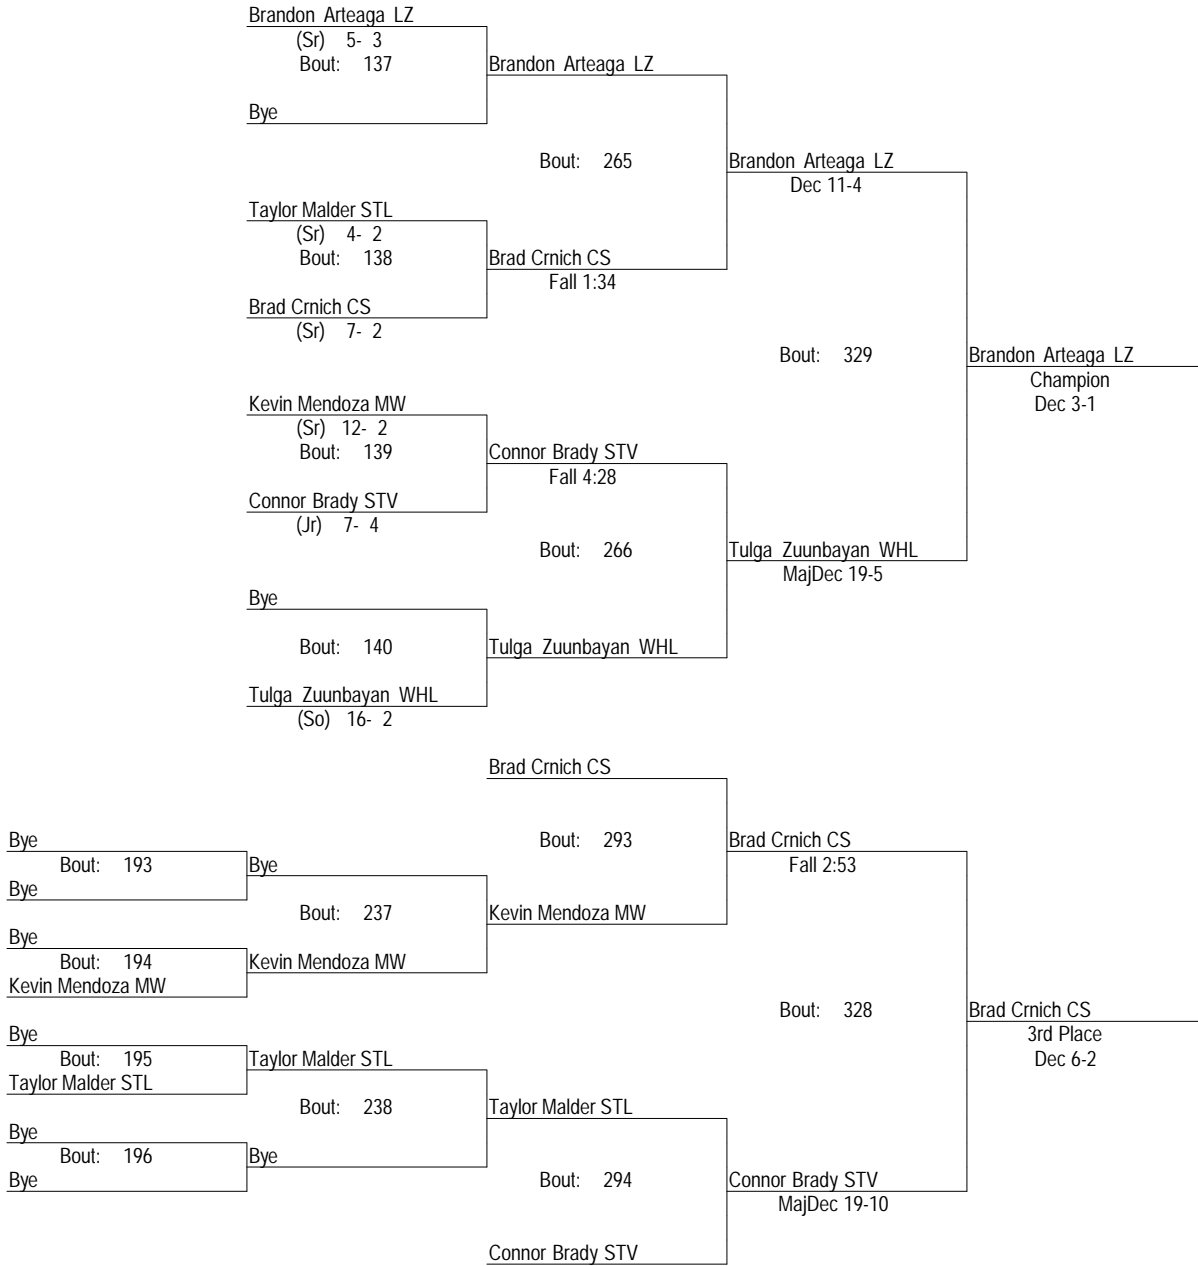 Brandon Arteaga LZ
(Sr) 5- 3
Bout: 137
Brandon Arteaga LZ
Bye
Bout: 265
Brandon Arteaga LZ
Dec 11-4
Taylor Malder STL
(Sr) 4- 2
Bout: 138
Brad Crnich CS
Fall 1:34
Brad Crnich CS
(Sr) 7- 2
Bout: 329
Brandon Arteaga LZ
Champion
Dec 3-1
Kevin Mendoza MW
(Sr) 12- 2
Bout: 139
Connor Brady STV
Fall 4:28
Connor Brady STV
(Jr) 7- 4
Bout: 266
Tulga Zuunbayan WHL
MajDec 19-5
Bye
Bout: 140
Tulga Zuunbayan WHL
Tulga Zuunbayan WHL
(So) 16- 2
Brad Crnich CS
Bout: 293
Brad Crnich CS
Fall 2:53
Bye
Bout: 193
Bye
Bye
Bout: 237
Kevin Mendoza MW
Bye
Bout: 194
Kevin Mendoza MW
Kevin Mendoza MW
Bout: 328
Brad Crnich CS
3rd Place
Dec 6-2
Bye
Bout: 195
Taylor Malder STL
Taylor Malder STL
Bout: 238
Taylor Malder STL
Bye
Bout: 196
Bye
Bye
Bout: 294
Connor Brady STV
MajDec 19-10
Connor Brady STV